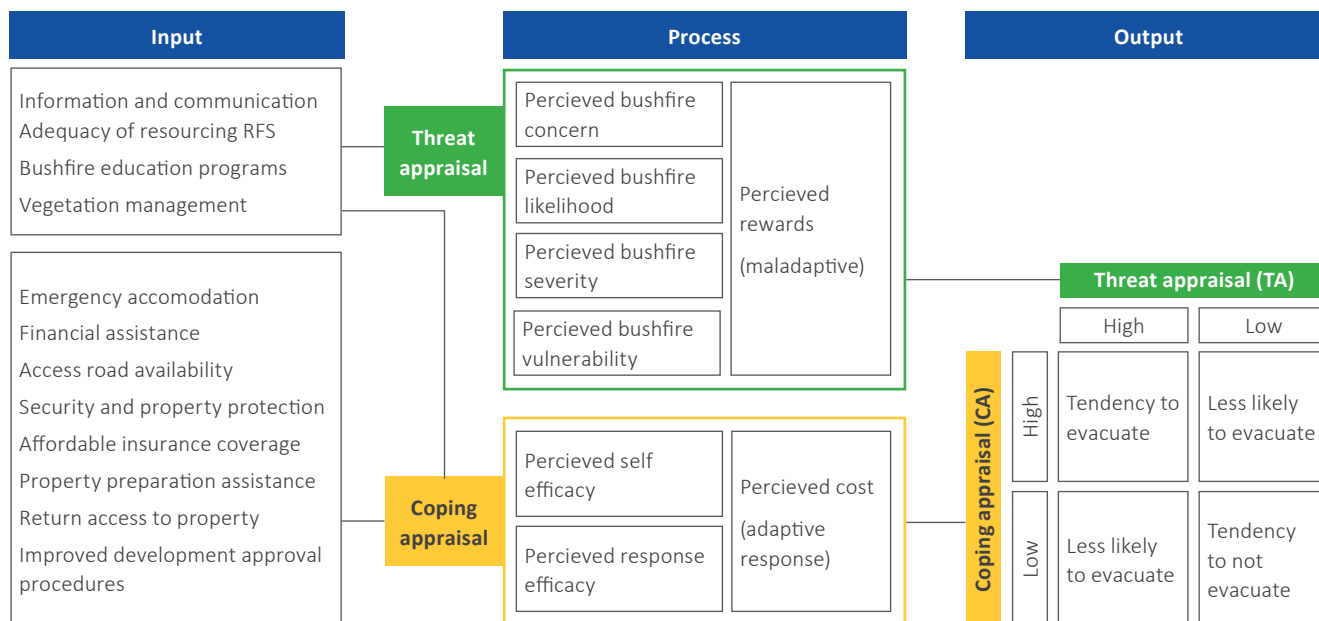 Input
Information and communication
Adequacy of resourcing RFS
Bushfire education programs
Vegetation management
Emergency accomodation
Financial assistance
Access road availability
Security and property protection
Affordable insurance coverage
Property preparation assistance
Return access to property
Improved development approval
procedures
Threat
appraisal
Coping
appraisal
Process
Percieved bushfire
concern
Percieved bushfire
likelihood
Percieved bushfire
severity
Percieved bushfire
vulnerability
Percieved
rewards
(maladaptive)
Percieved self
efficacy
Percieved response
efficacy
Percieved cost
(adaptive
response)
Output
Threat appraisal (TA)
High
Low
Coping appraisal (CA)
High
Tendency to
evacuate
Less likely
to evacuate
Low
Less likely
to evacuate
Tendency
to not
evacuate